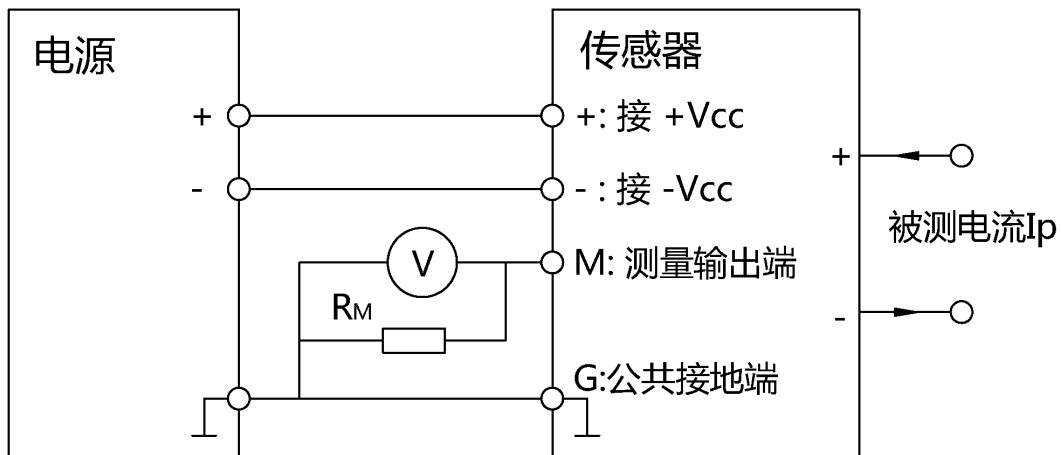 电源
传感器
+
+: 接 +Vcc
-
- : 接 -Vcc
+
被测电流Ip
-
V
M: 测量输出端
RM
G:公共接地端